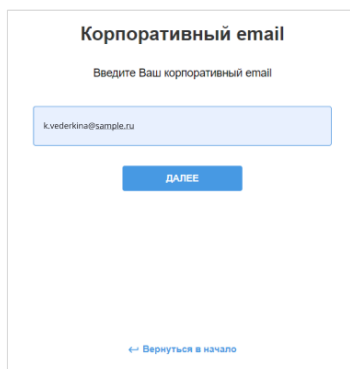 Корпоративный email
Введите Ваш корпоративный email
k.vederkina@sample.ru
ДАЛЕЕ
← Вернуться в начало